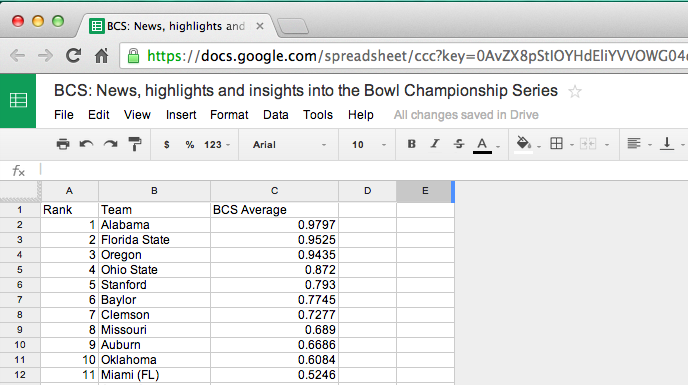 BCS: News, highlights and
https://docs.google.com/spreadsheet/ccc?key=0AvZX8pStIOYHdEliYVVOWG04
BCS: News, highlights and insights into the Bowl Championship Series
File Edit View Insert Format Data Tools Help All changes saved in Drive
$ % 123 Arial 10 B I S A
fx
A B C D E
1 Rank Team BCS Average
2 1 Alabama 0.9797
3 2 Florida State 0.9525
4 3 Oregon 0.9435
5 4 Ohio State 0.872
6 5 Stanford 0.793
7 6 Baylor 0.7745
8 7 Clemson 0.7277
9 8 Missouri 0.689
10 9 Auburn 0.6686
11 10 Oklahoma 0.6084
12 11 Miami (FL) 0.5246